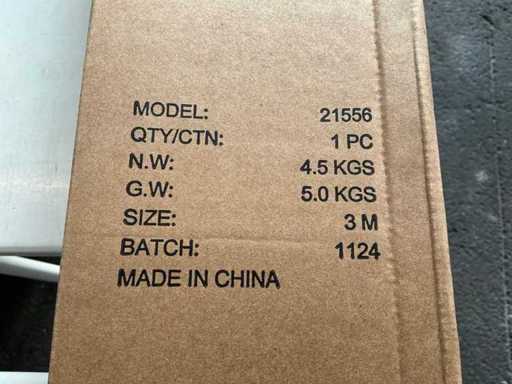 MODEL: 21556
QTY/CTN: 1 PC
N.W: 4.5 KGS
G.W: 5.0 KGS
SIZE: 3 M
BATCH: 1124
MADE IN CHINA